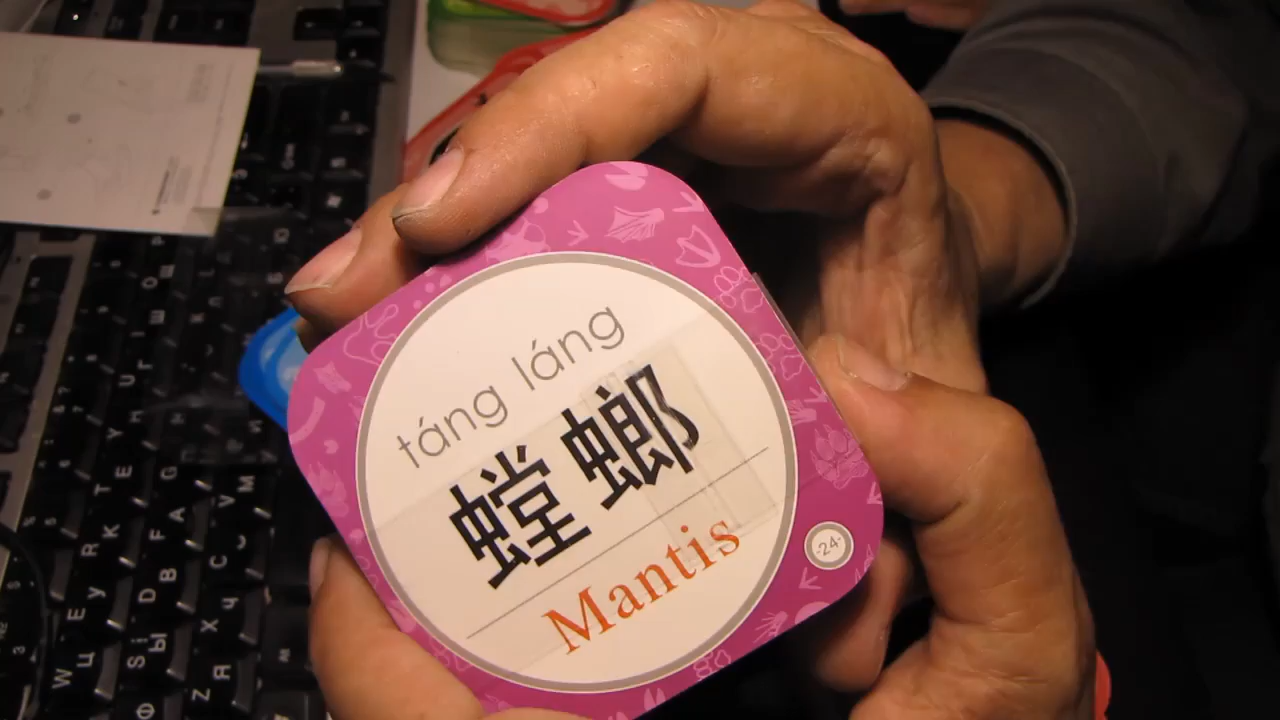 táng láng
螳螂
Mantis
-24-